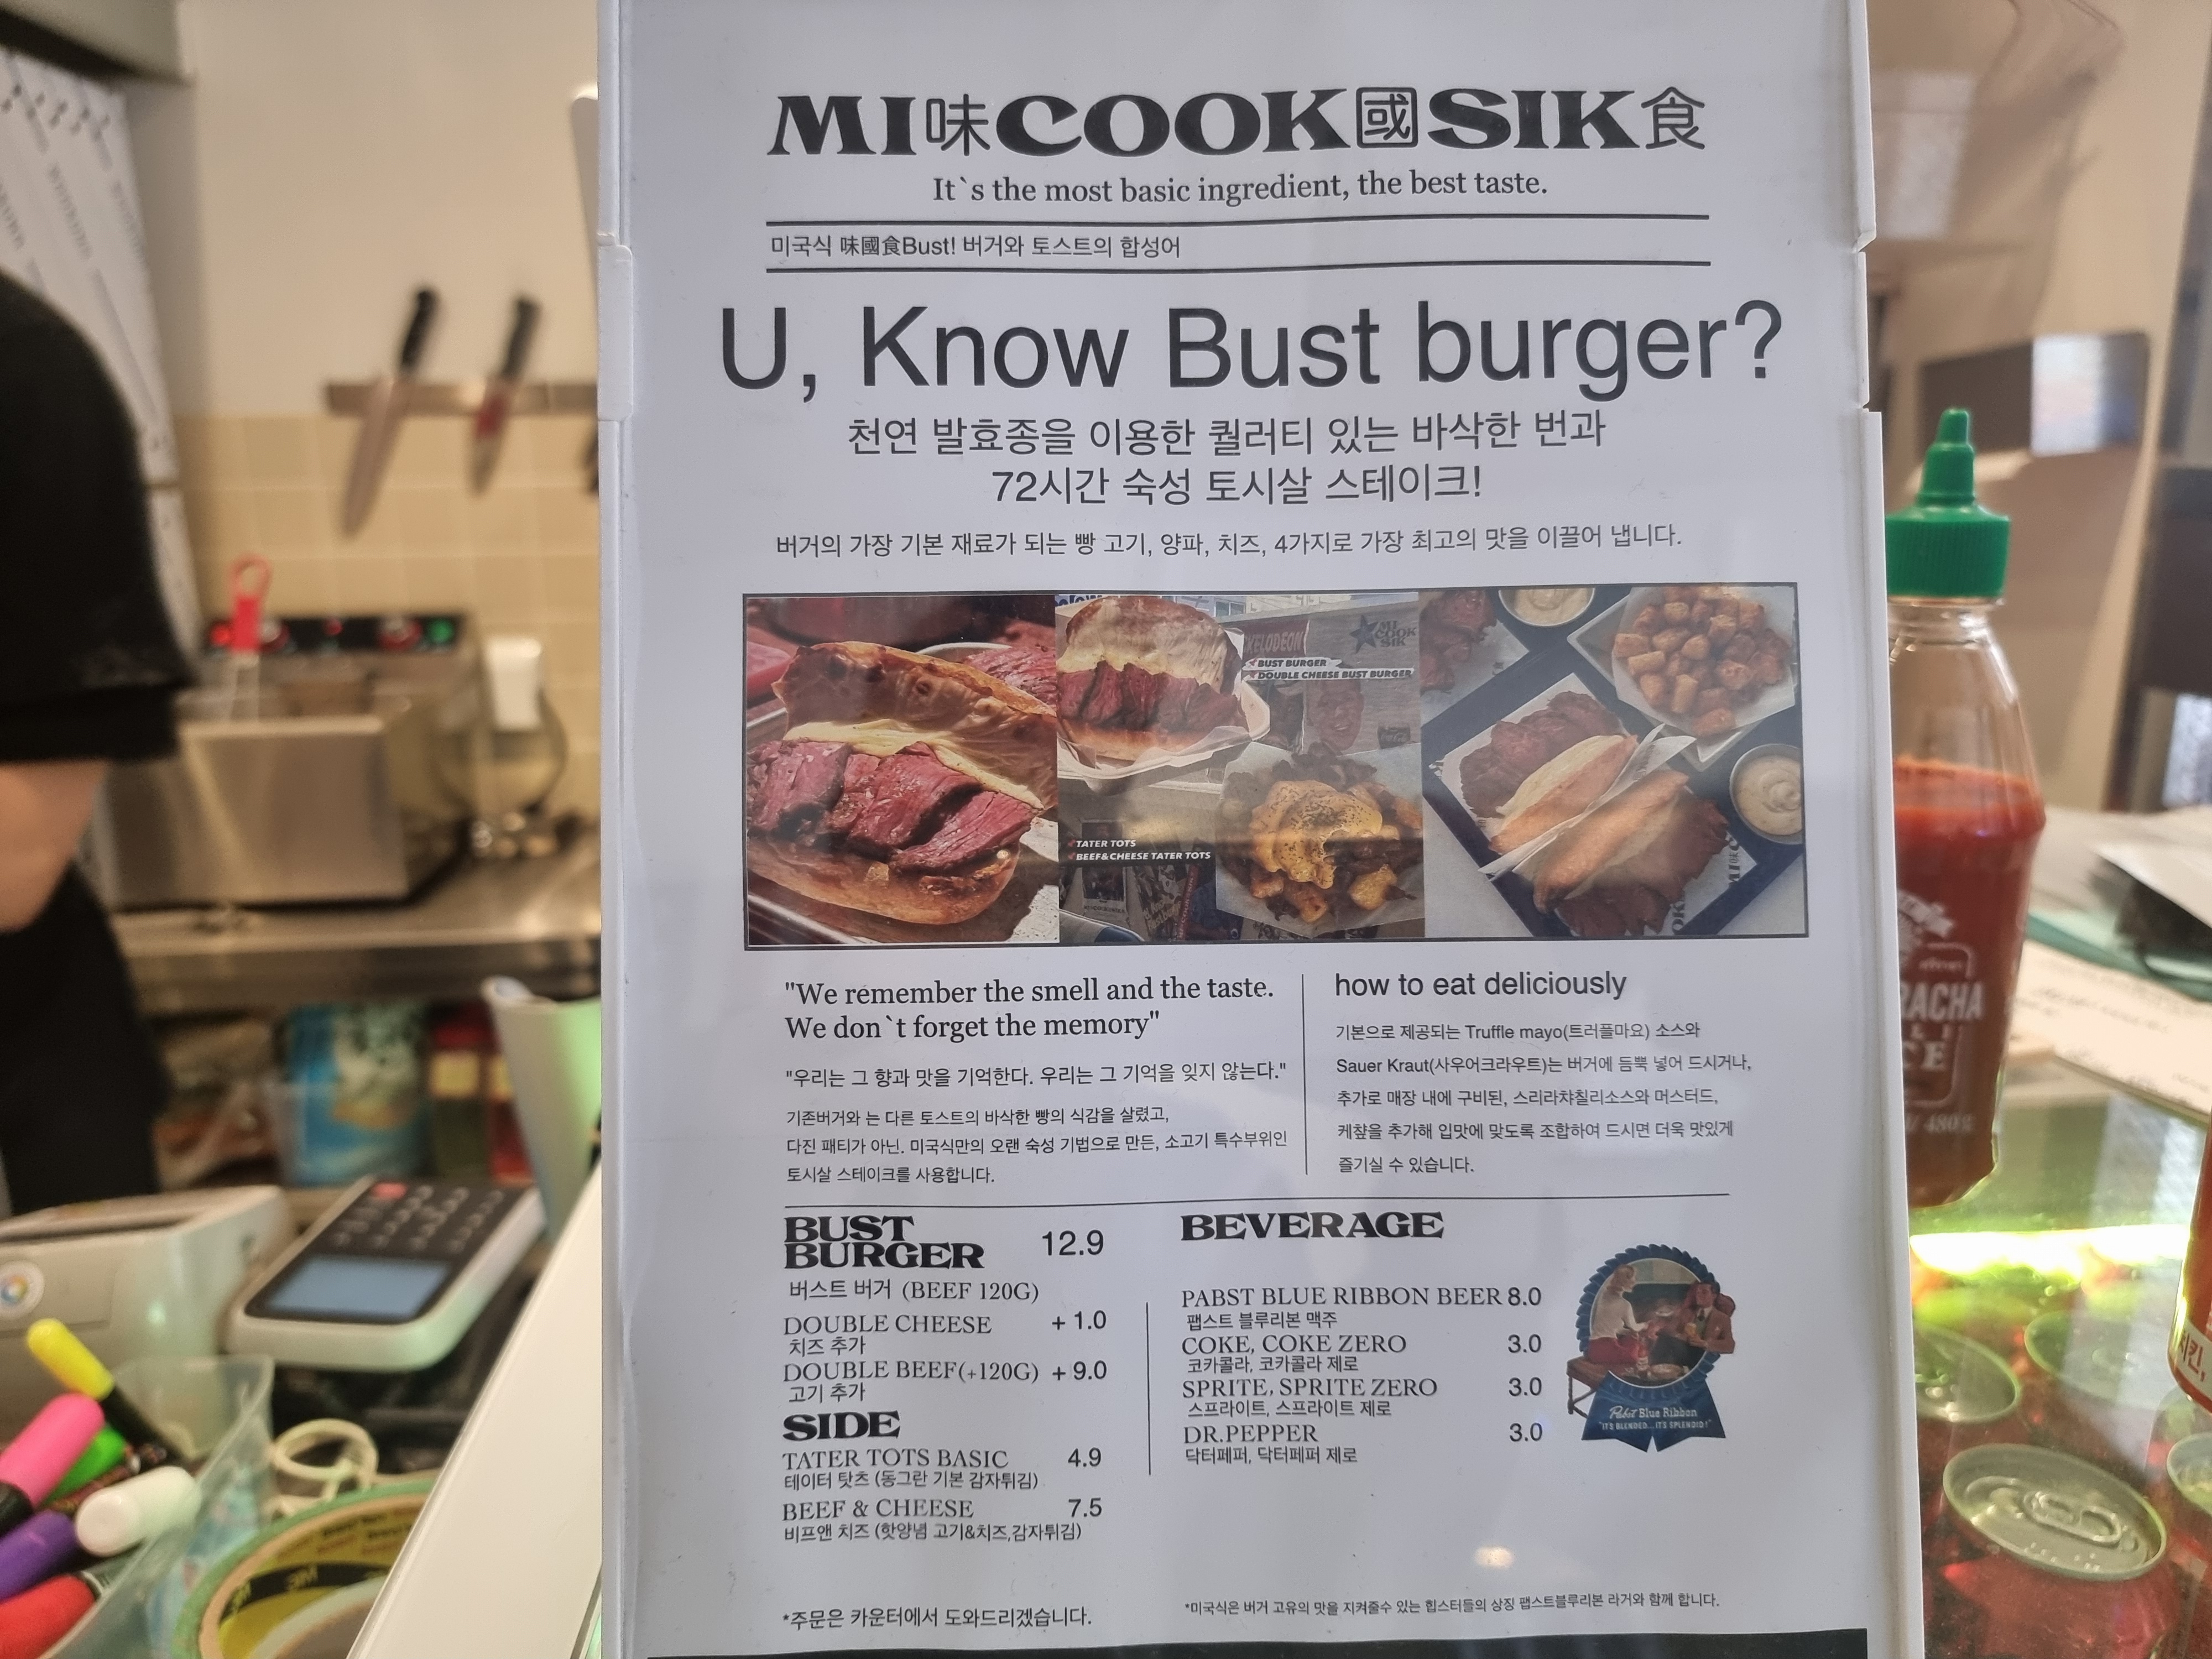 MI味COOK國SIK食
It`s the most basic ingredient, the best taste.
미국식 味國食Bust! 버거와 토스트의 합성어
U, Know Bust burger?
천연 발효종을 이용한 퀄러티 있는 바삭한 번과
72시간 숙성 토시살 스테이크!
버거의 가장 기본 재료가 되는 빵 고기, 양파, 치즈, 4가지로 가장 최고의 맛을 이끌어 냅니다.
KELODEON
MI
COOK
SIK
BUST BURGER
DOUBLE CHEESE BUST BURGER
TATER TOTS
BEEF&CHEESE TATER TOTS
"We remember the smell and the taste.
We don`t forget the memory"
"우리는 그 향과 맛을 기억한다. 우리는 그 기억을 잊지 않는다."
기존버거와 는 다른 토스트의 바삭한 빵의 식감을 살렸고,
다진 패티가 아닌. 미국식만의 오랜 숙성 기법으로 만든, 소고기 특수부위인
토시살 스테이크를 사용합니다.
how to eat deliciously
기본으로 제공되는 Truffle mayo(트러플마요) 소스와
Sauer Kraut(사우어크라우트)는 버거에 듬뿍 넣어 드시거나,
추가로 매장 내에 구비된, 스리라챠칠리소스와 머스터드,
케챺을 추가해 입맛에 맞도록 조합하여 드시면 더욱 맛있게
즐기실 수 있습니다.
BUST
BURGER 12.9
버스트 버거 (BEEF 120G)
DOUBLE CHEESE + 1.0
치즈 추가
DOUBLE BEEF(+120G) + 9.0
고기 추가
SIDE
TATER TOTS BASIC 4.9
테이터 탓츠 (동그란 기본 감자튀김)
BEEF & CHEESE 7.5
비프앤 치즈 (핫양념 고기&치즈,감자튀김)
BEVERAGE
PABST BLUE RIBBON BEER 8.0
팹스트 블루리본 맥주
COKE, COKE ZERO 3.0
코카콜라, 코카콜라 제로
SPRITE, SPRITE ZERO 3.0
스프라이트, 스프라이트 제로
DR.PEPPER 3.0
닥터페퍼, 닥터페퍼 제로
Pabst Blue Ribbon
"IT'S BLENDED... IT'S SPLENDID!"
*주문은 카운터에서 도와드리겠습니다.
*미국식은 버거 고유의 맛을 지켜줄수 있는 힙스터들의 상징 팹스트블루리본 라거와 함께 합니다.
RACHA
CE
480g
치킨,